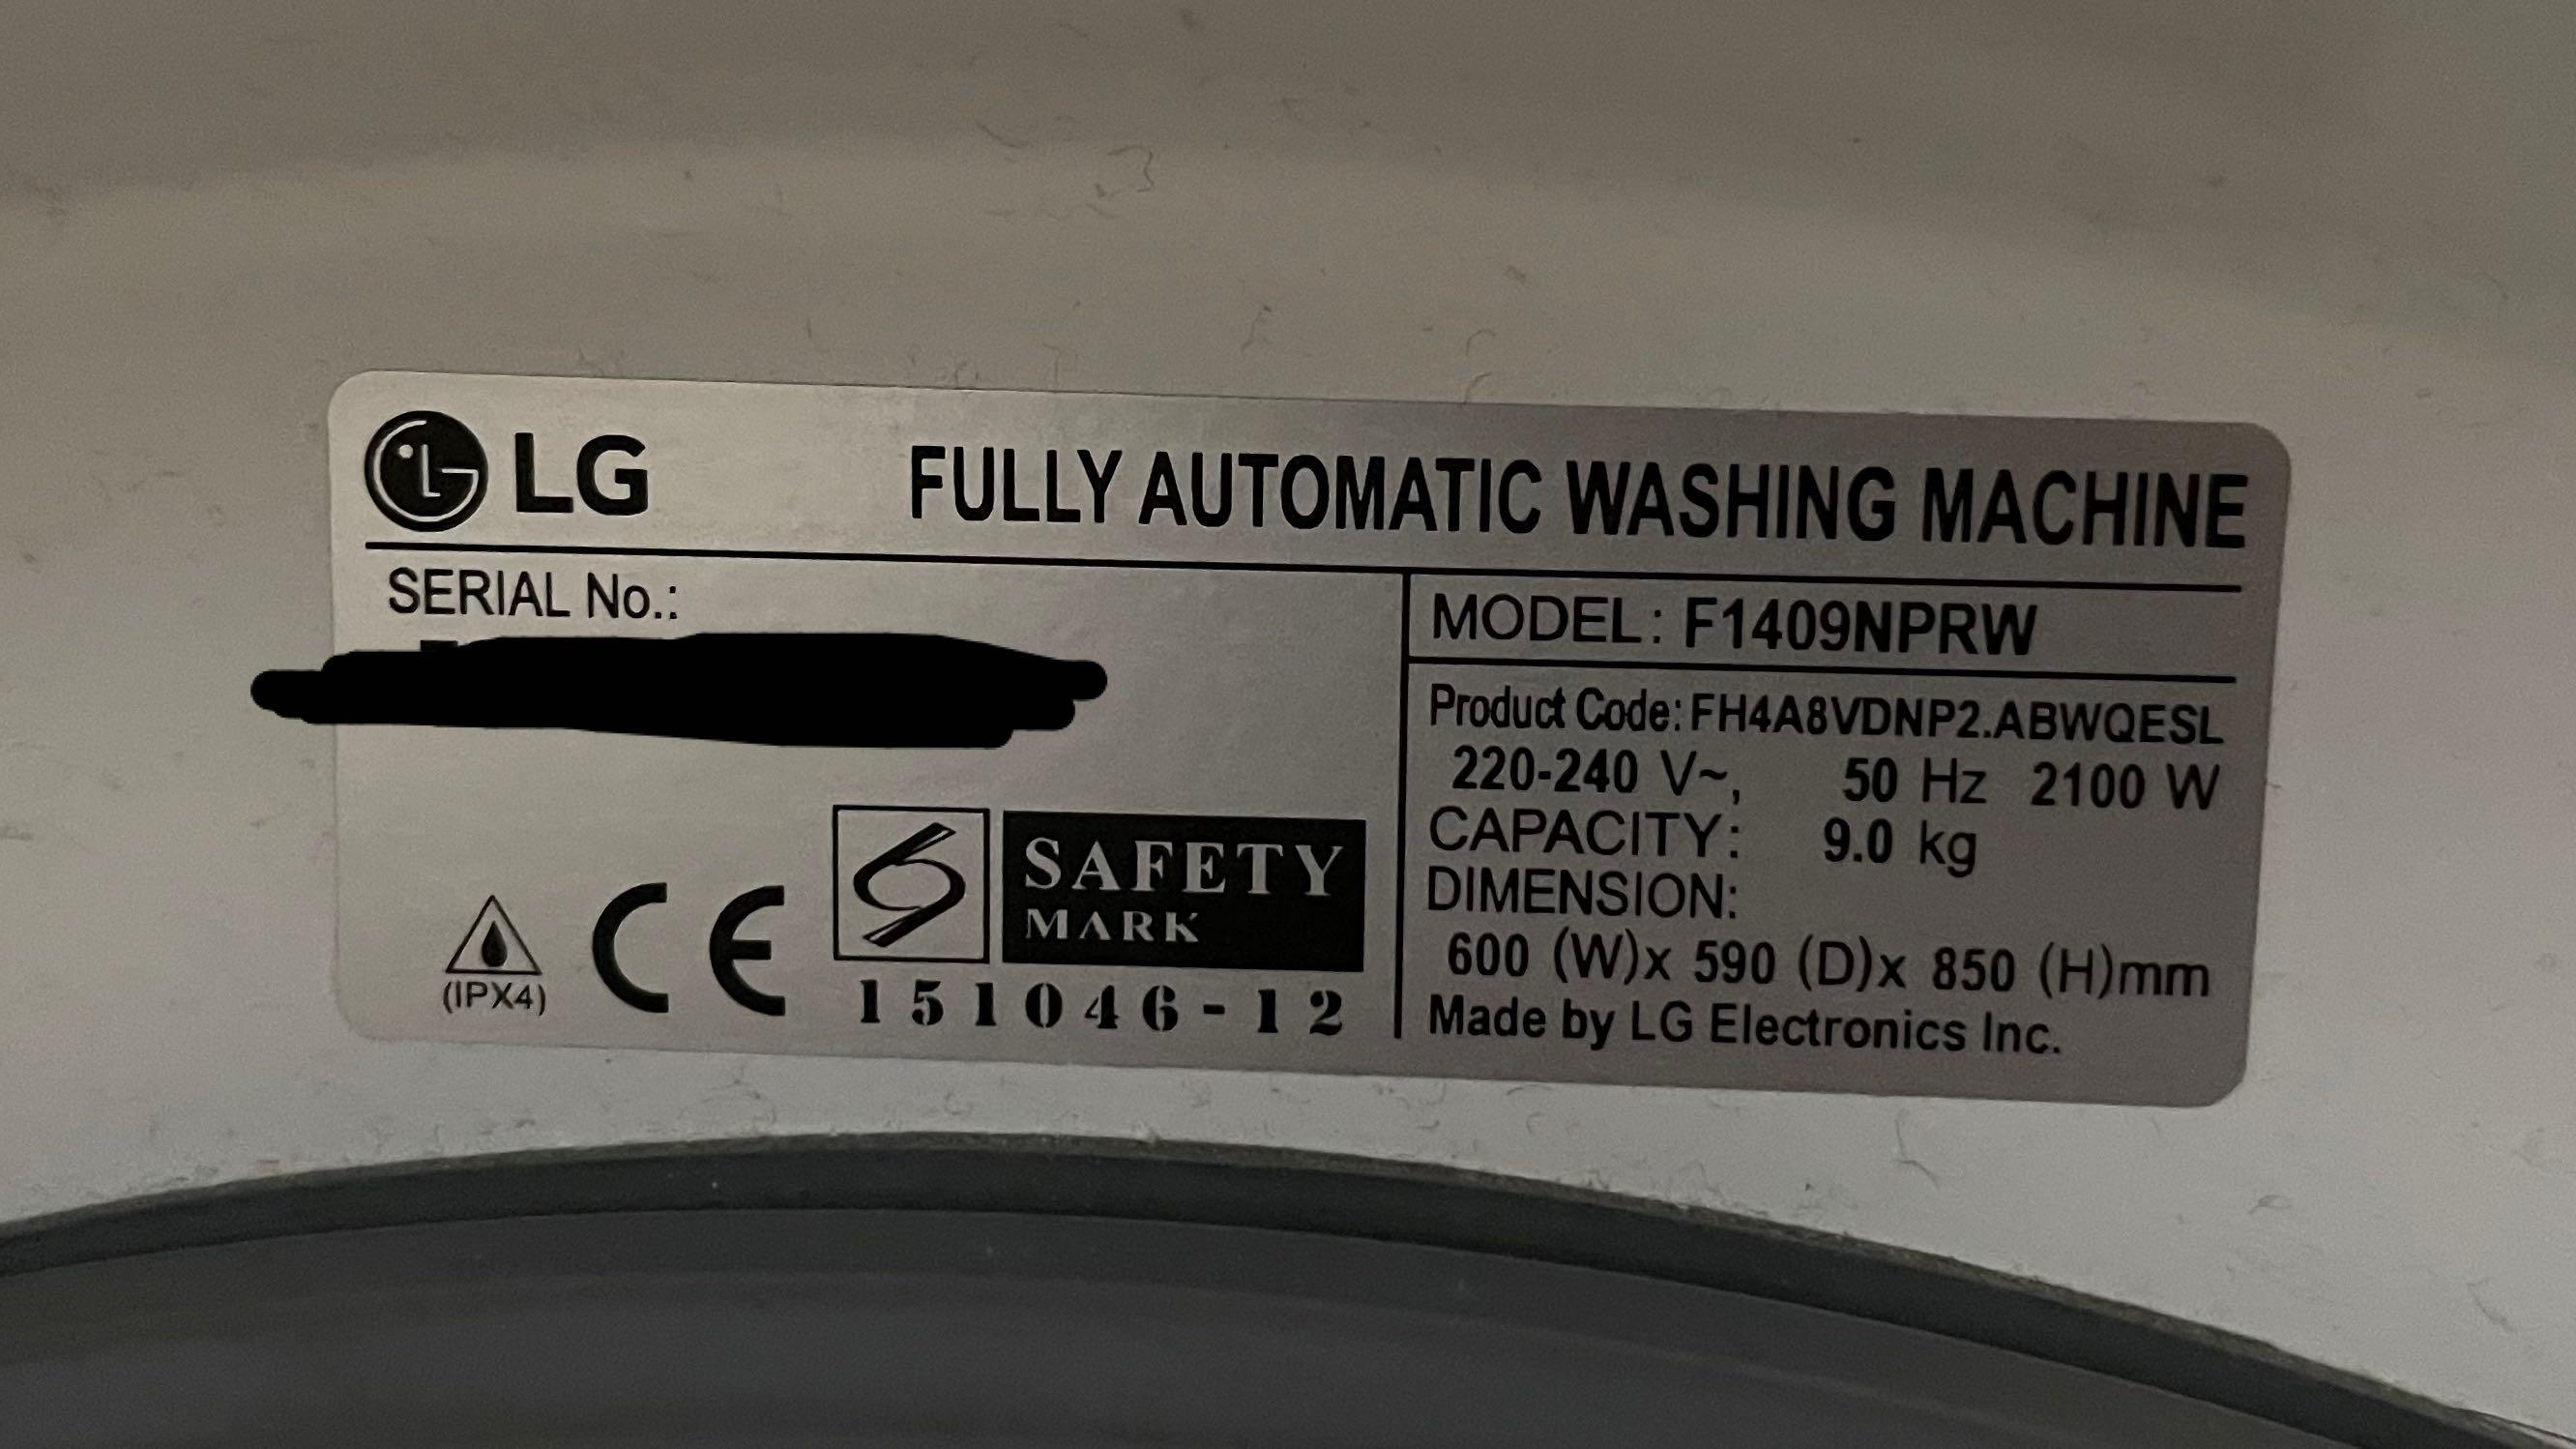 LG FULLY AUTOMATIC WASHING MACHINE
SERIAL No.:
MODEL: F1409NPRW
Product Code: FH4A8VDNP2.ABWQESL
220-240 V~, 50 Hz 2100 W
CAPACITY: 9.0 kg
DIMENSION:
600 (W)x 590 (D)x 850 (H)mm
Made by LG Electronics Inc.
(IPX4)
CE
SAFETY
MARK
151046-12